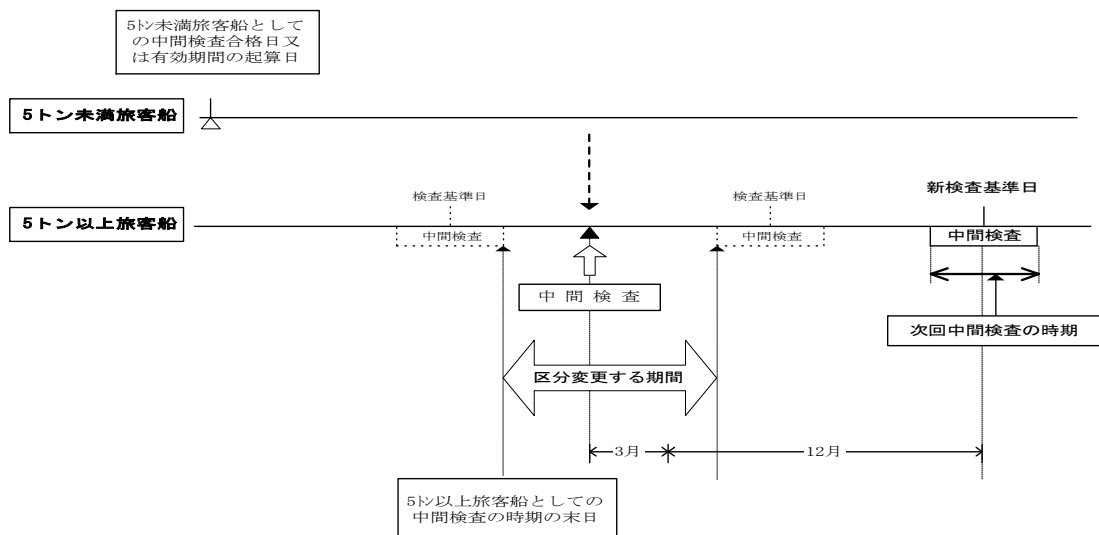 5㌧未満旅客船として
の中間検査合格日又
は有効期間の起算日
5トン未満旅客船
検査基準日
検査基準日
新検査基準日
5トン以上旅客船
中間検査
中間検査
中間検査
中間検査
次回中間検査の時期
区分変更する期間
3月
12月
5㌧以上旅客船としての
中間検査の時期の末日